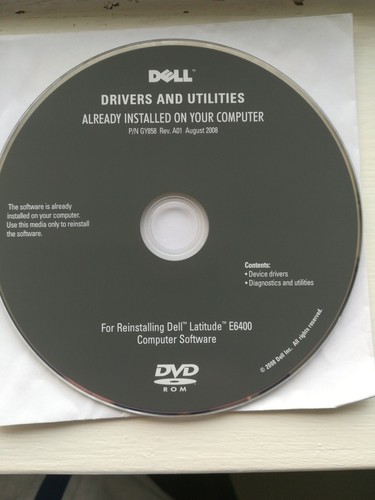 DELL™
DRIVERS AND UTILITIES
ALREADY INSTALLED ON YOUR COMPUTER
P/N GY858 Rev. A01 August 2008
The software is already
installed on your computer.
Use this media only to reinstall
the software.
Contents:
• Device drivers
• Diagnostics and utilities
For Reinstalling Dell™ Latitude™ E6400
Computer Software
© 2008 Dell Inc. All rights reserved.
DVD
ROM